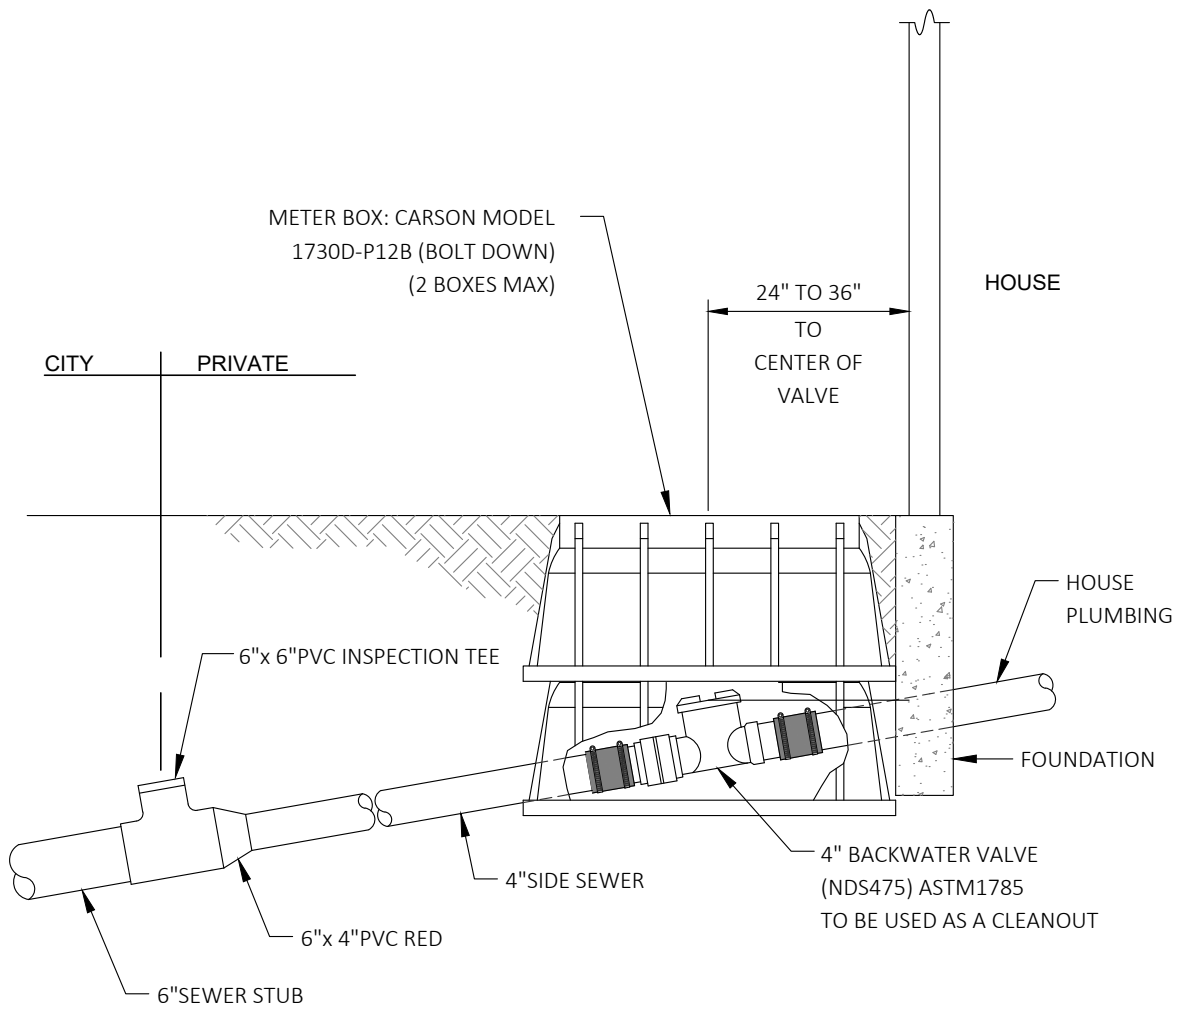 METER BOX: CARSON MODEL
1730D-P12B (BOLT DOWN)
(2 BOXES MAX)
24" TO 36"
TO
CENTER OF
VALVE
HOUSE
CITY
PRIVATE
HOUSE
PLUMBING
6"x 6"PVC INSPECTION TEE
FOUNDATION
4" BACKWATER VALVE
(NDS475) ASTM1785
TO BE USED AS A CLEANOUT
4"SIDE SEWER
6"x 4"PVC RED
6"SEWER STUB